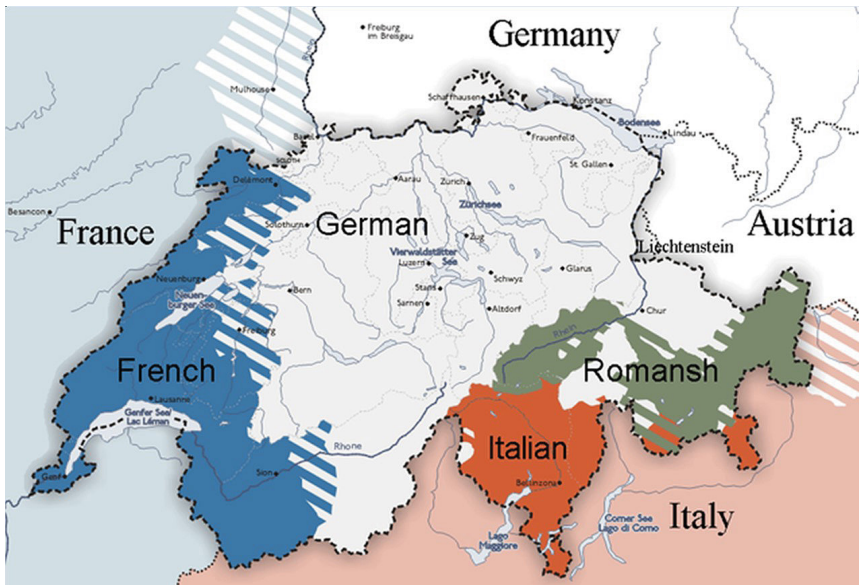 Freiburg
im Breisgau
Germany
Rhein
Mulhouse
Schaffhausen
Konstanz
Bodensee
Lindau
Basel
Frauenfeld
St. Gallen
Delémont
Aarau
Zürich
Zürichsee
Besançon
France
Solothurn
German
Austria
Liechtenstein
Zug
Vierwaldstätter
See
Luzern
Neuenburg
Neuen-
burger See
Bern
Stans
Sarnen
Schwyz
Glarus
Altdorf
Chur
Rhein
Freiburg
French
Romansh
Lausanne
Genfer See/
Lac Léman
Rhone
Italian
Genf
Sion
Bellinzona
Lago
Maggiore
Comer See
Lago di Como
Italy